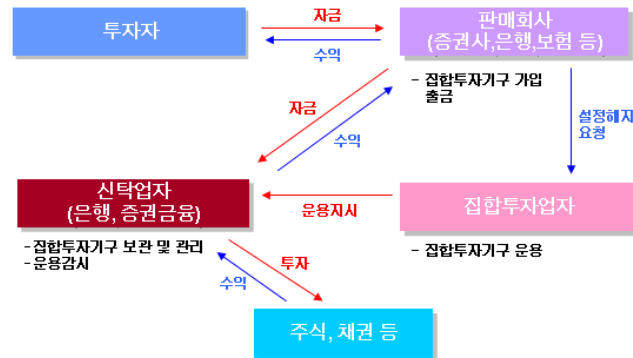 투자자
자금
수익
판매회사
(증권사,은행,보험 등)
- 집합투자기구 가입
출금
자금
수익
설정해지
요청
신탁업자
(은행, 증권금융)
운용지시
집합투자업자
-집합투자기구 보관 및 관리
-운용감시
- 집합투자기구 운용
투자
수익
주식, 채권 등